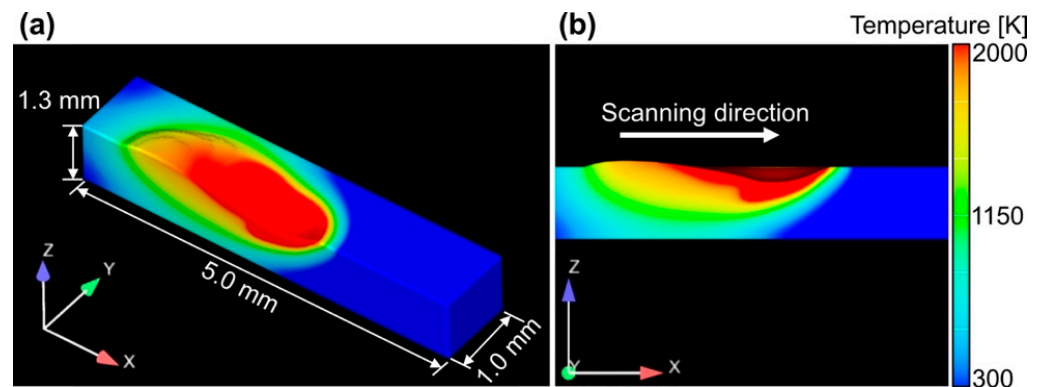 (a)
1.3 mm
5.0 mm
1.0 mm
Z
Y
X
(b)
Temperature [K]
Scanning direction
2000
1150
300
Z
Y
X